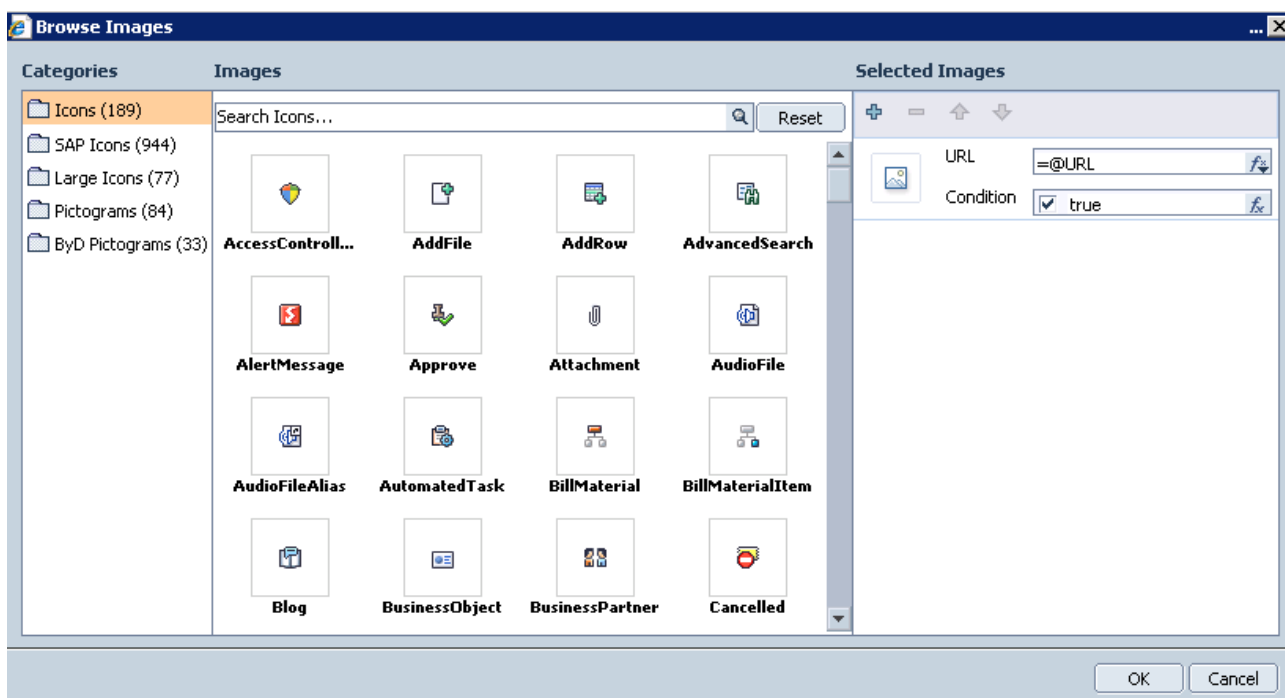 Browse Images
...
Categories
Images
Selected Images
Icons (189)
SAP Icons (944)
Large Icons (77)
Pictograms (84)
ByD Pictograms (33)
Search Icons...
Reset
AccessControll...
AddFile
AddRow
AdvancedSearch
AlertMessage
Approve
Attachment
AudioFile
AudioFileAlias
AutomatedTask
BillMaterial
BillMaterialItem
Blog
BusinessObject
BusinessPartner
Cancelled
URL
=@URL
Condition
true
OK
Cancel